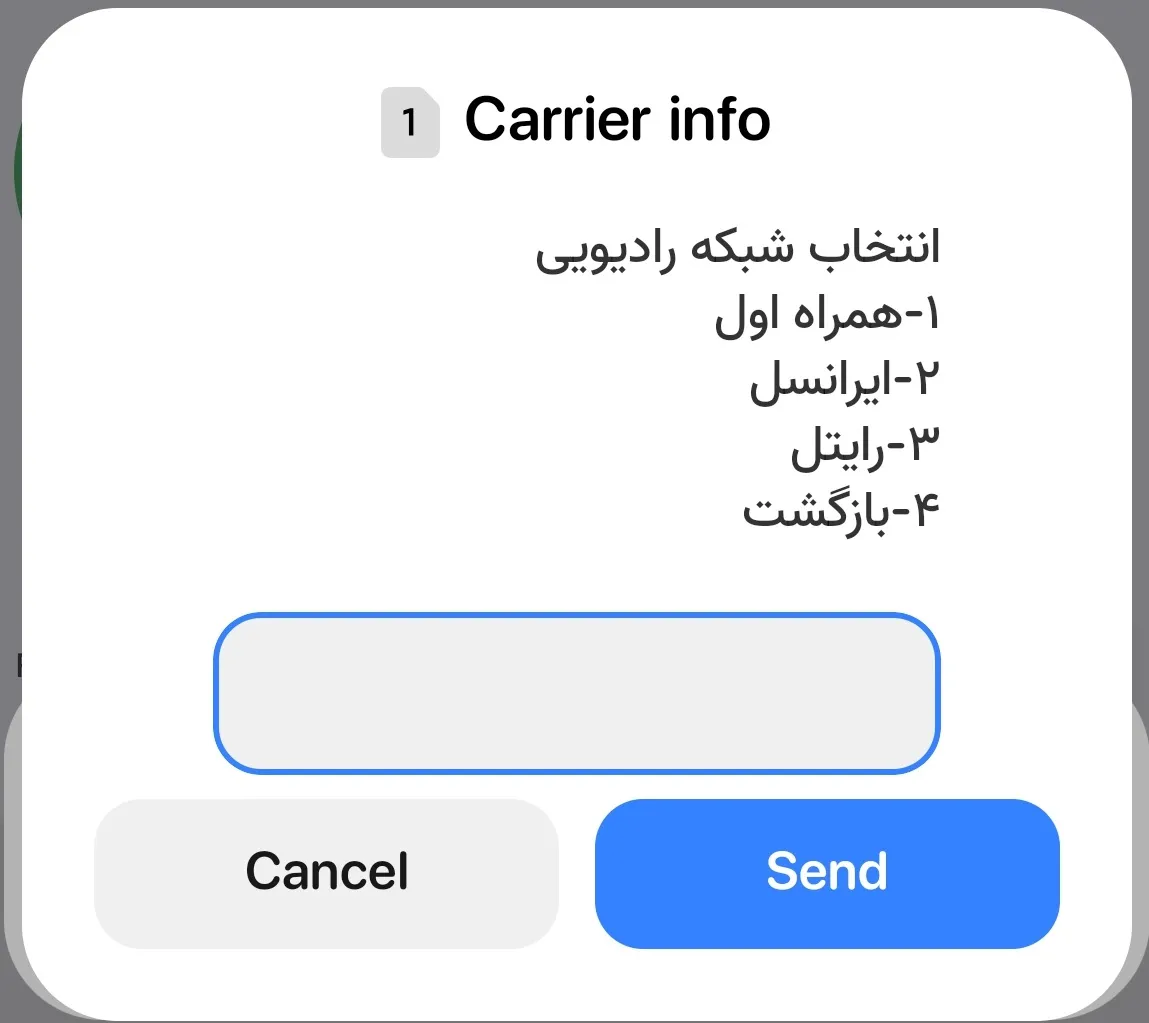 1 Carrier info
انتخاب شبکه رادیویی
۱-همراه اول
۲-ایرانسل
۳-رایتل
۴-بازگشت
Cancel
Send